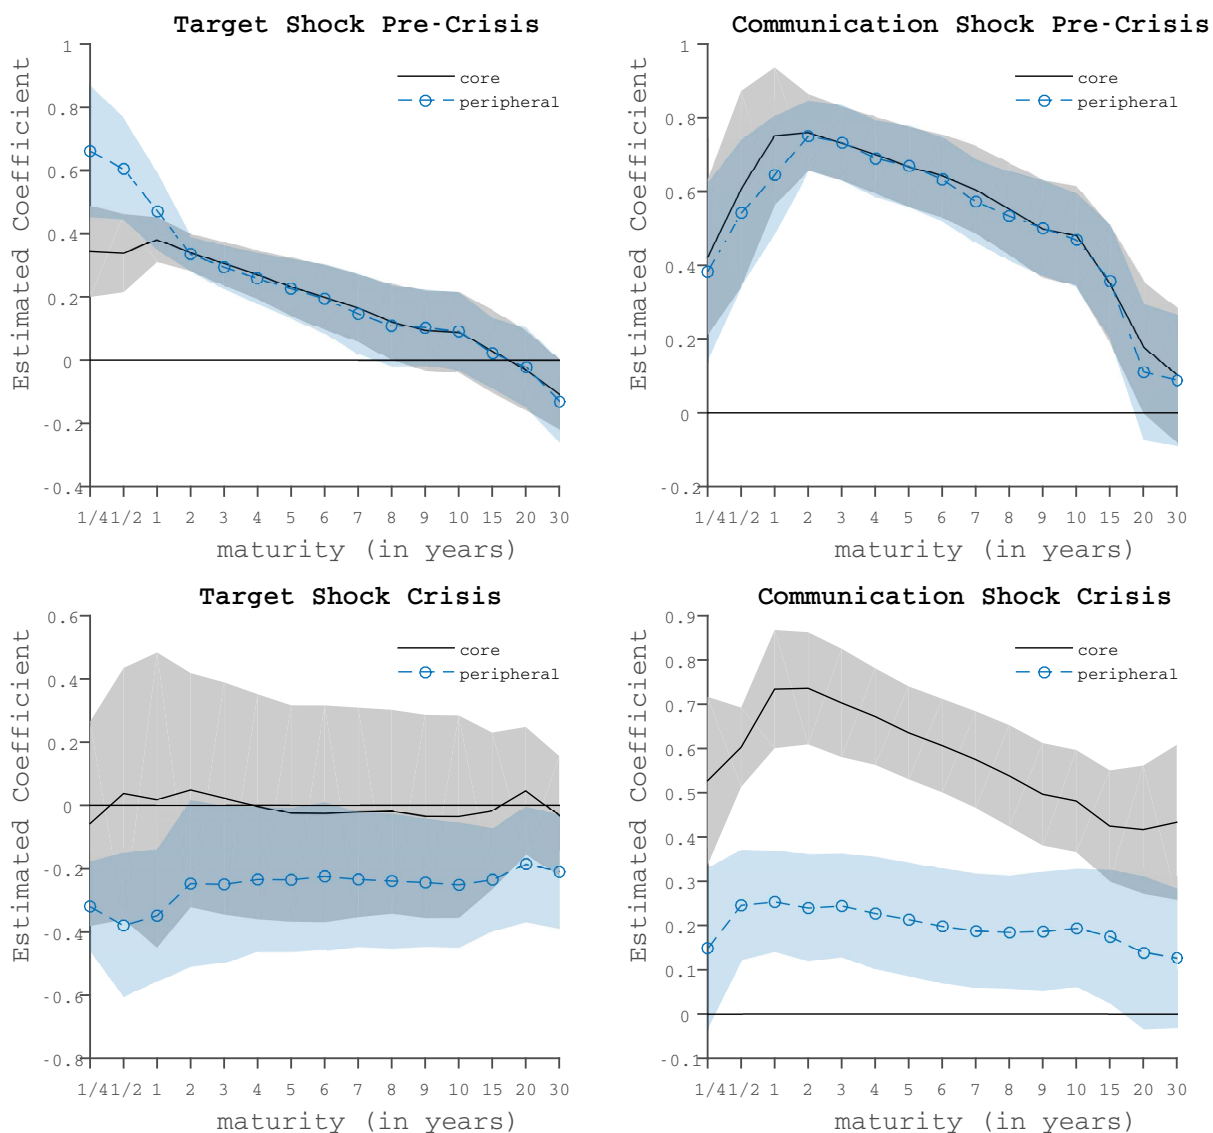 Target Shock Pre-Crisis
Estimated Coefficient
1
0.8
0.6
0.4
0.2
0
-0.2
-0.4
core
peripheral
1/4 1/2 1 2 3 4 5 6 7 8 9 10 15 20 30
maturity (in years)
Communication Shock Pre-Crisis
Estimated Coefficient
1
0.8
0.6
0.4
0.2
0
-0.2
core
peripheral
1/4 1/2 1 2 3 4 5 6 7 8 9 10 15 20 30
maturity (in years)
Target Shock Crisis
Estimated Coefficient
0.6
0.4
0.2
0
-0.2
-0.4
-0.6
-0.8
core
peripheral
1/4 1/2 1 2 3 4 5 6 7 8 9 10 15 20 30
maturity (in years)
Communication Shock Crisis
Estimated Coefficient
0.9
0.8
0.7
0.6
0.5
0.4
0.3
0.2
0.1
0
-0.1
core
peripheral
1/4 1/2 1 2 3 4 5 6 7 8 9 10 15 20 30
maturity (in years)